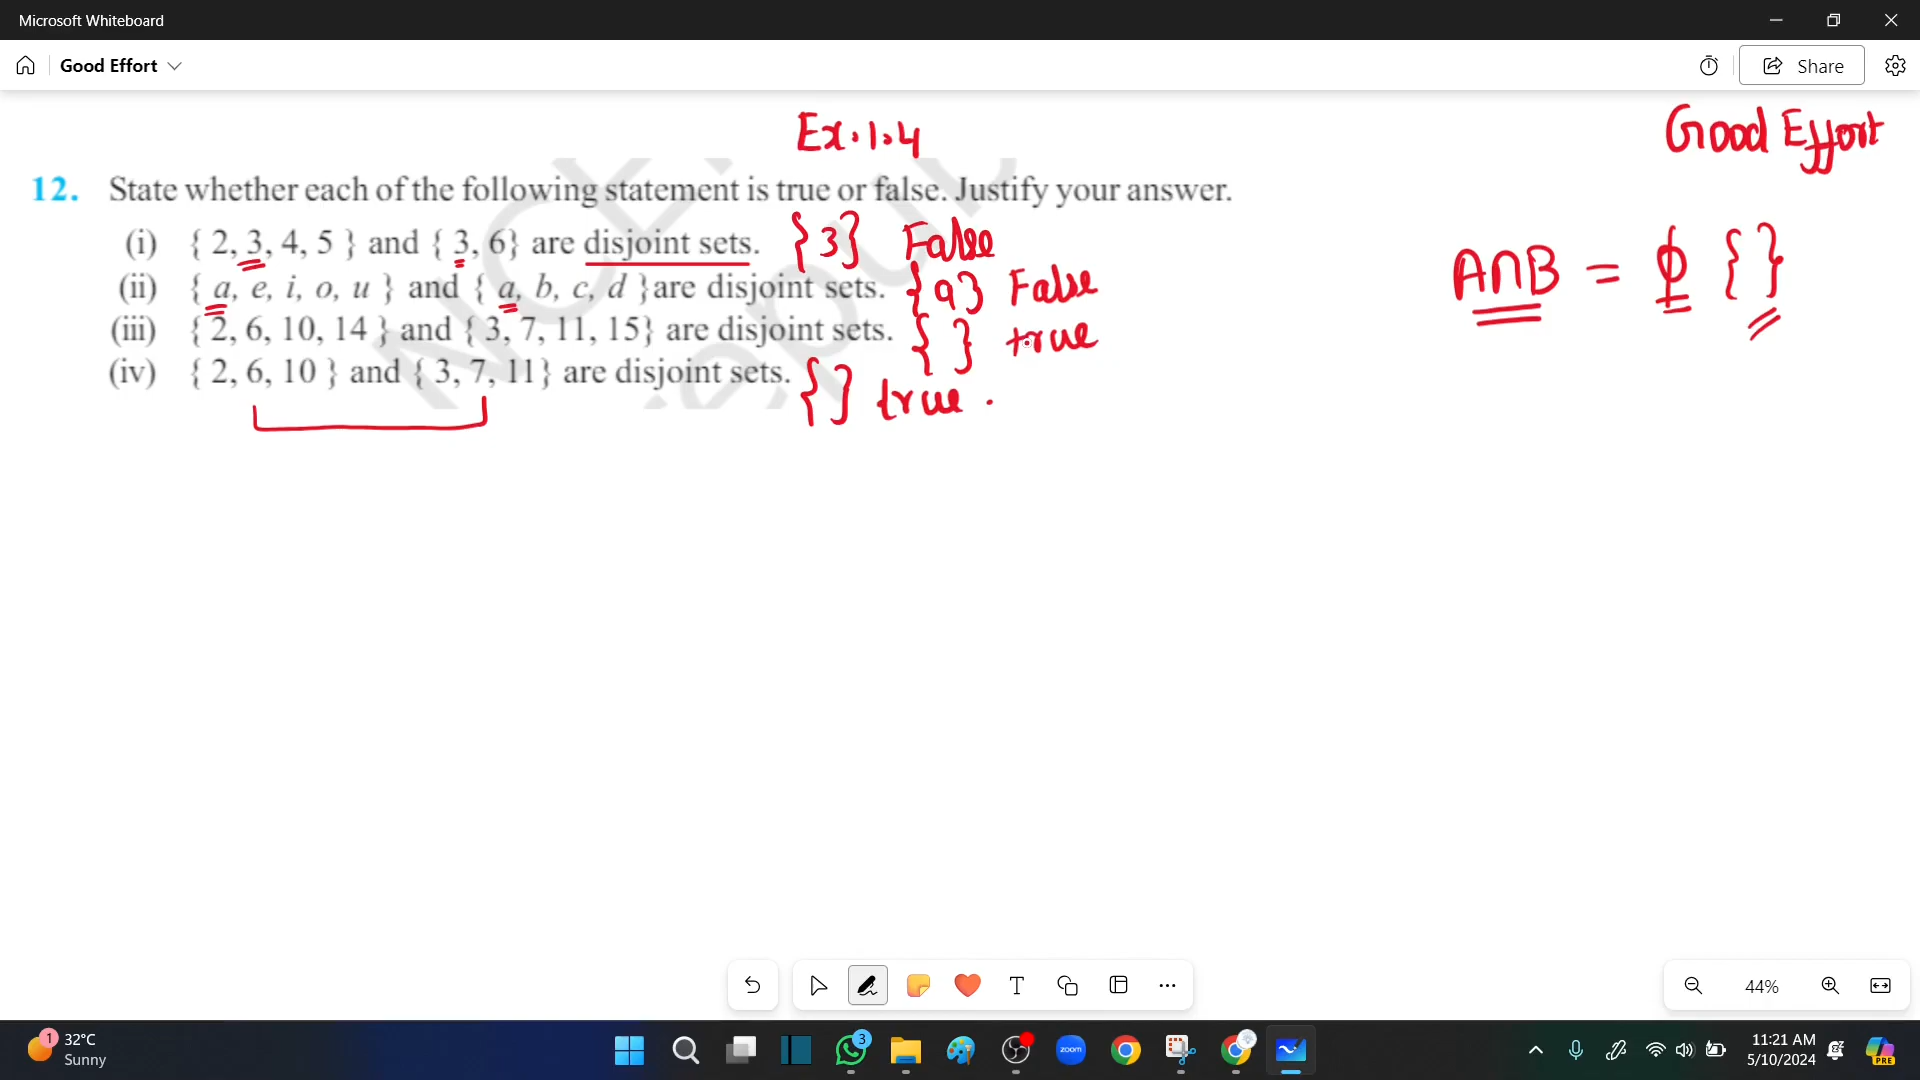 Microsoft Whiteboard
Good Effort
Share
Ex.1.4
Good Effort
12. State whether each of the following statement is true or false. Justify your answer.
(i) { 2, 3, 4, 5 } and { 3, 6} are disjoint sets. {3} False
(ii) { a, e, i, o, u } and { a, b, c, d }are disjoint sets. {a} False
(iii) { 2, 6, 10, 14 } and { 3, 7, 11, 15} are disjoint sets. { } true
(iv) { 2, 6, 10 } and { 3, 7, 11} are disjoint sets. { } true.
A∩B = ϕ { }
44%
1
32°C
Sunny
3
zoom
11:21 AM
5/10/2024
PRE